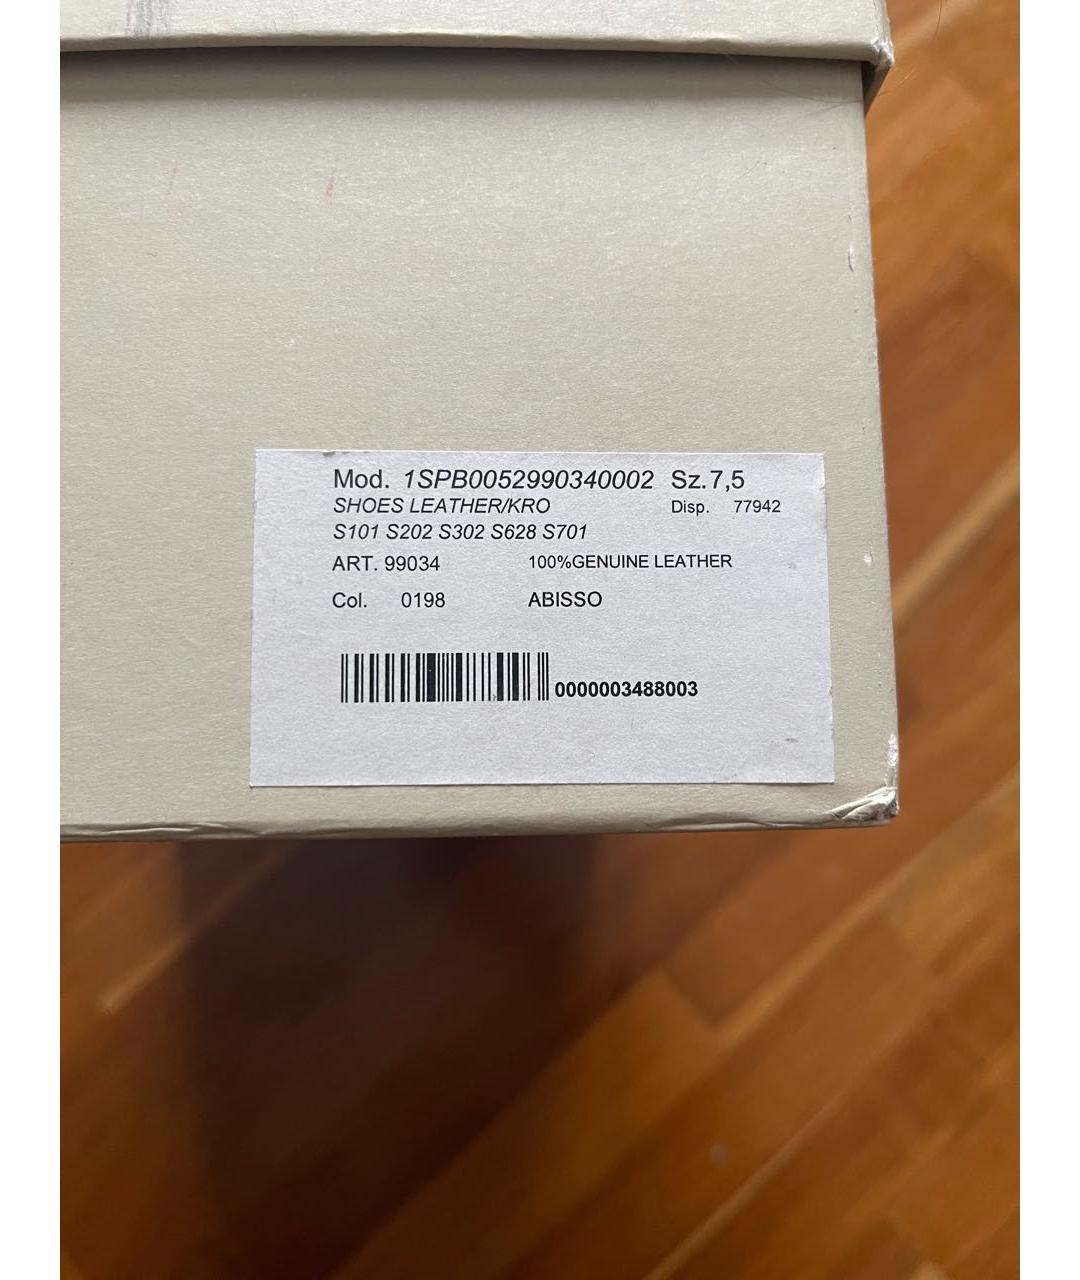 Mod. 1SPB0052990340002 Sz.7,5
SHOES LEATHER/KRO Disp. 77942
S101 S202 S302 S628 S701
ART. 99034 100%GENUINE LEATHER
Col. 0198 ABISSO
0000003488003